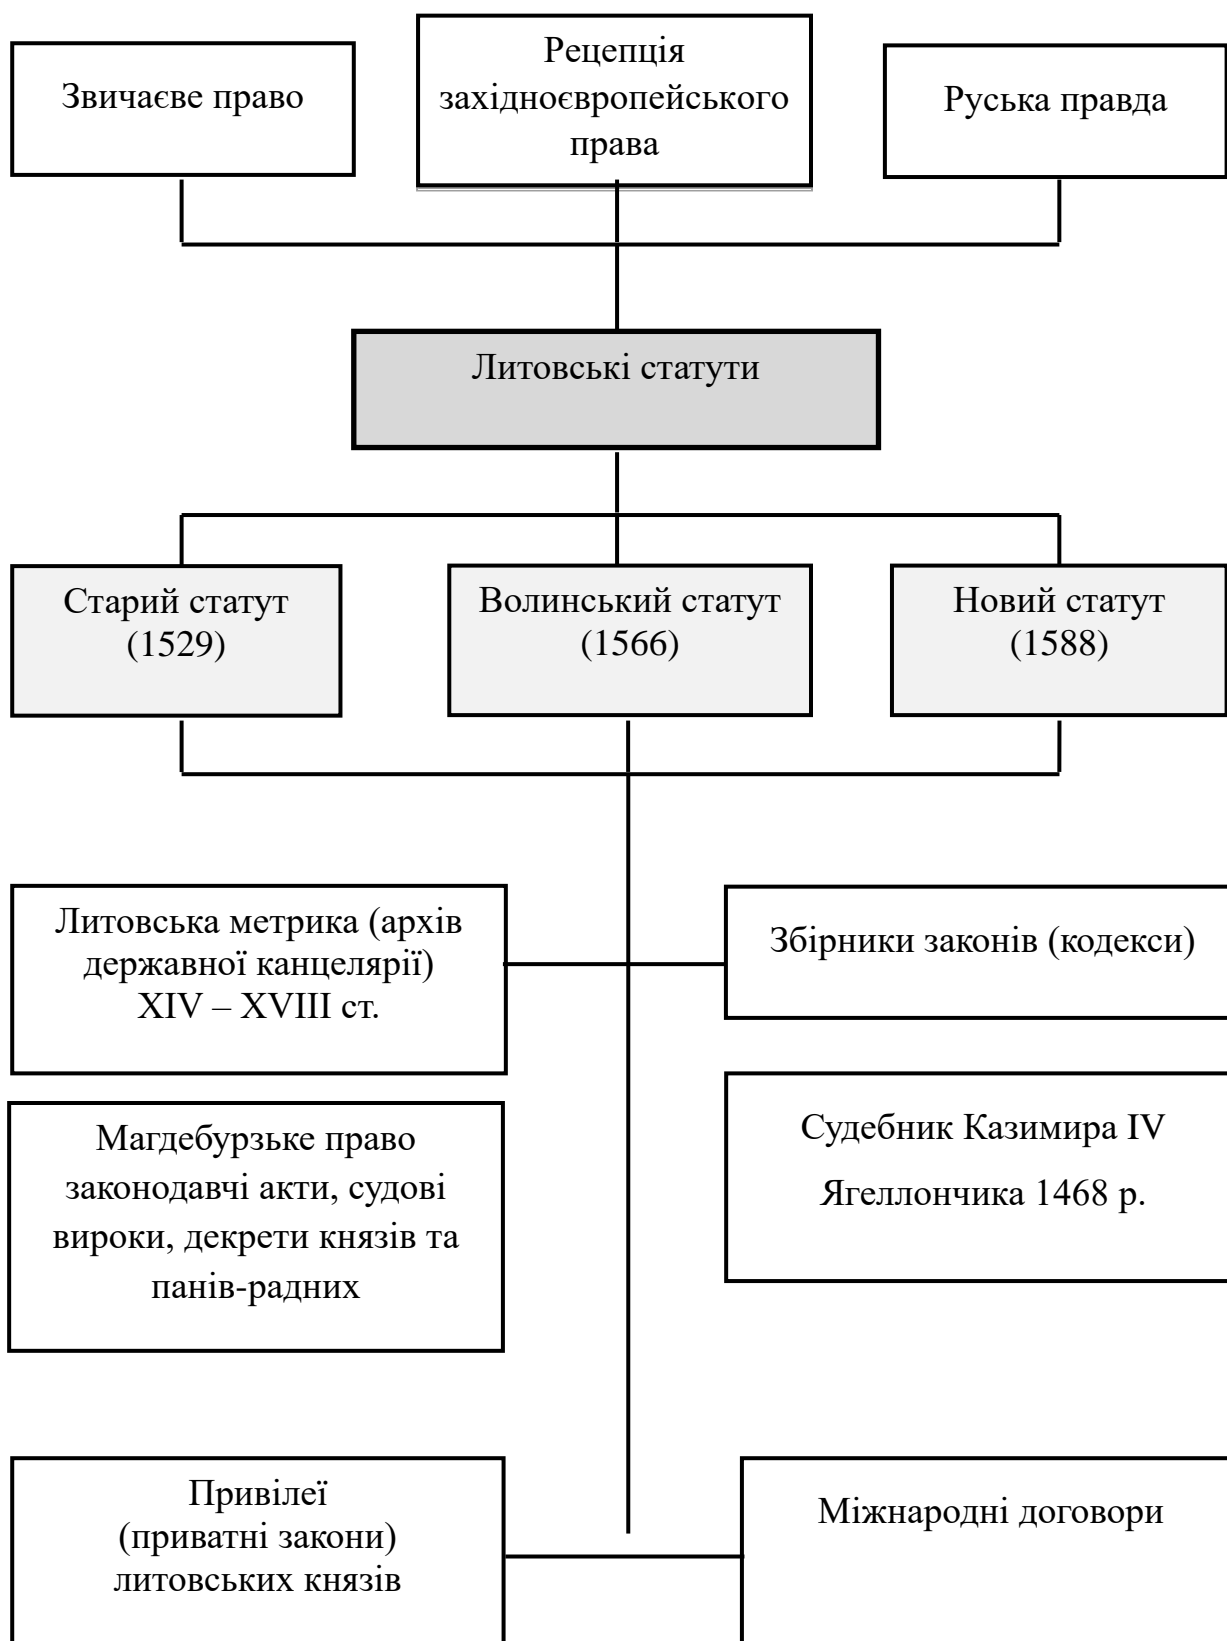 Звичаєве право
Рецепція
західноєвропейського
права
Руська правда
Литовські статути
Старий статут
(1529)
Волинський статут
(1566)
Новий статут
(1588)
Литовська метрика (архів
державної канцелярії)
XIV – XVIII ст.
Збірники законів (кодекси)
Магдебурзьке право
законодавчі акти, судові
вироки, декрети князів та
панів-радних
Судебник Казимира IV
Ягеллончика 1468 р.
Привілеї
(приватні закони)
литовських князів
Міжнародні договори